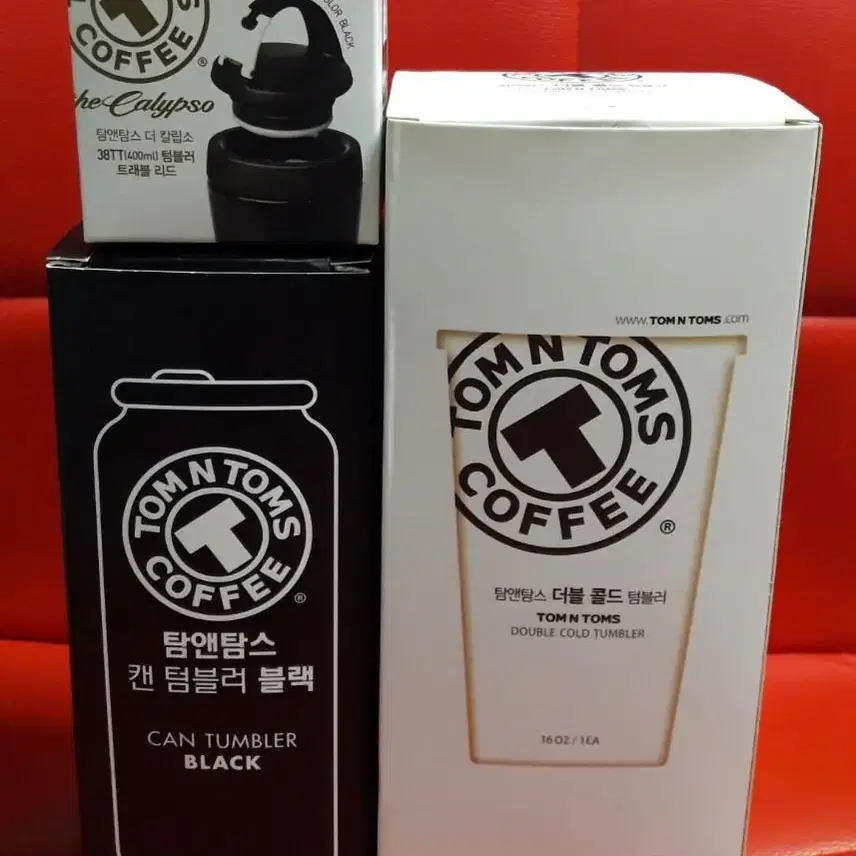 COFFEE
®
COLOR BLACK
the Calypso
탐앤탐스 더 칼립소
38TT(400ml) 텀블러
트래블 리드
TOM N TOMS
COFFEE
®
탐앤탐스
캔 텀블러 블랙
CAN TUMBLER
BLACK
COFFEE
www.TOMNTOMS.com
TOM N TOMS
COFFEE
®
탐앤탐스 더블 콜드 텀블러
TOM N TOMS
DOUBLE COLD TUMBLER
16 OZ / 1EA